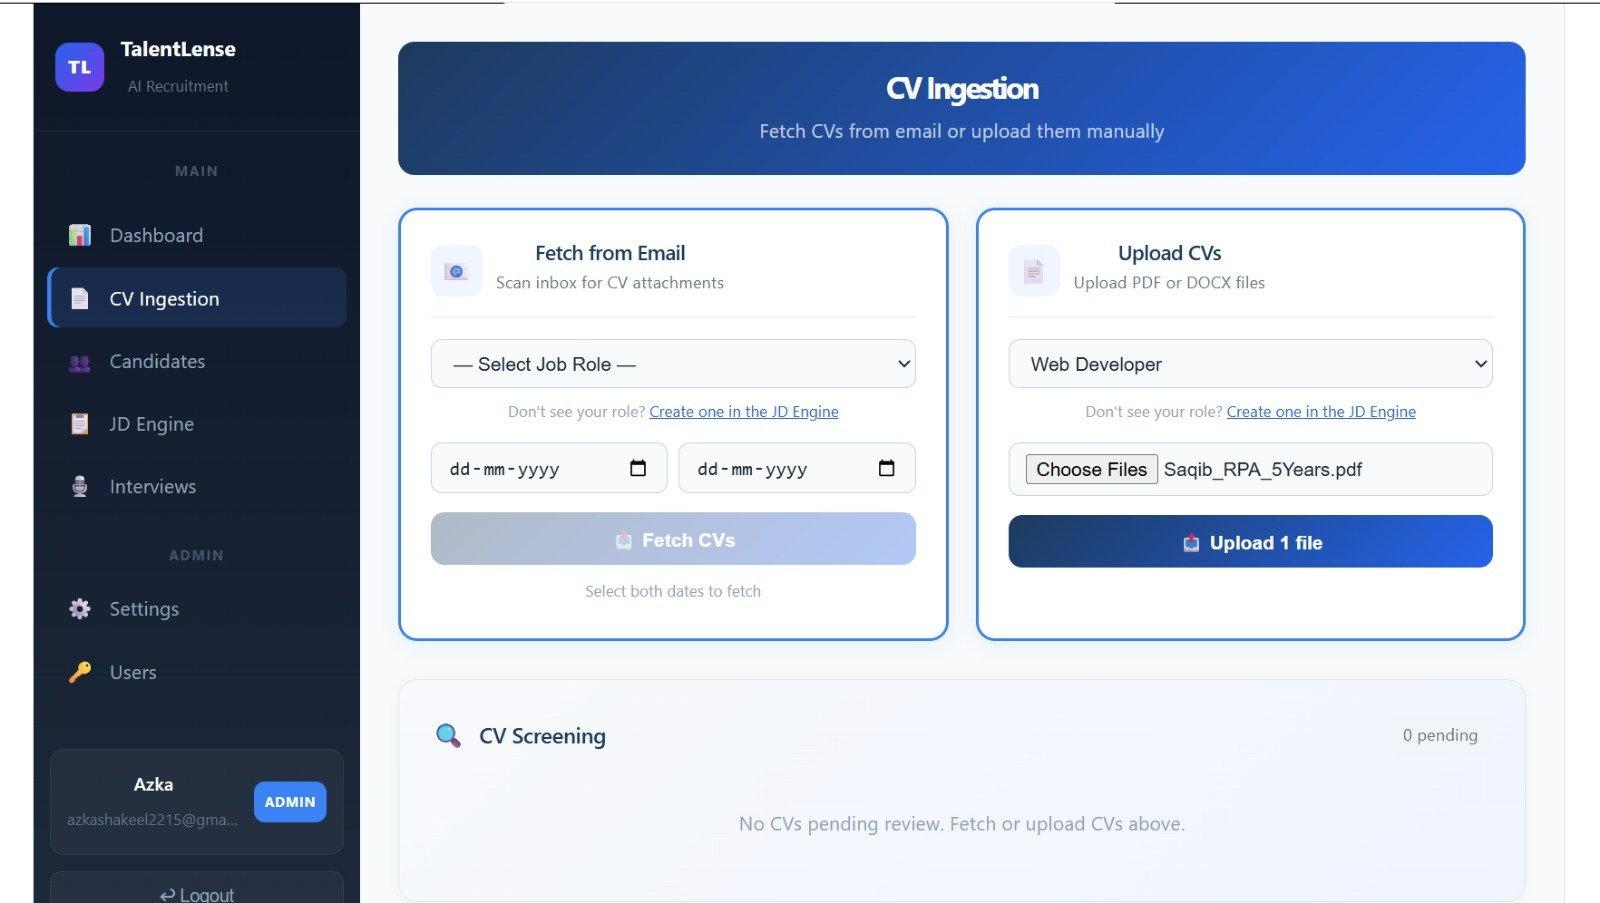 TL
TalentLense
AI Recruitment
MAIN
Dashboard
CV Ingestion
Candidates
JD Engine
Interviews
ADMIN
Settings
Users
Azka
azkashakeel2215@gma...
ADMIN
Logout
CV Ingestion
Fetch CVs from email or upload them manually
Fetch from Email
Scan inbox for CV attachments
— Select Job Role —
Don't see your role? Create one in the JD Engine
dd-mm-yyyy dd-mm-yyyy
Fetch CVs
Select both dates to fetch
Upload CVs
Upload PDF or DOCX files
Web Developer
Don't see your role? Create one in the JD Engine
Choose Files Saqib_RPA_5Years.pdf
Upload 1 file
CV Screening
0 pending
No CVs pending review. Fetch or upload CVs above.